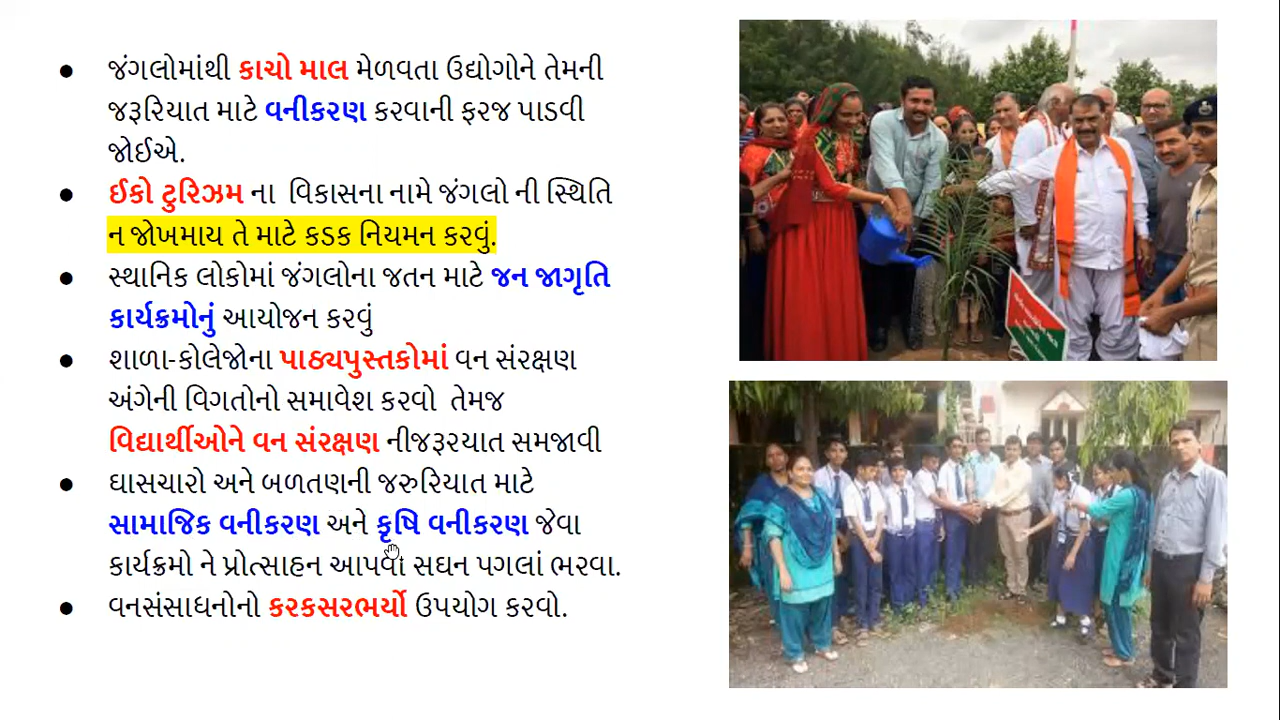 ● જંગલોમાંથી કાચો માલ મેળવતા ઉદ્યોગોને તેમની
જરૂરિયાત માટે વનીકરણ કરવાની ફરજ પાડવી
જોઈએ.
● ઈકો ટુરિઝમ ના વિકાસના નામે જંગલો ની સ્થિતિ
ન જોખમાય તે માટે કડક નિયમન કરવું.
● સ્થાનિક લોકોમાં જંગલોના જતન માટે જન જાગૃતિ
કાર્યક્રમોનું આયોજન કરવું
● શાળા-કોલેજોના પાઠ્યપુસ્તકોમાં વન સંરક્ષણ
અંગેની વિગતોનો સમાવેશ કરવો તેમજ
વિદ્યાર્થીઓને વન સંરક્ષણ નીજરૂરયાત સમજાવી
● ઘાસચારો અને બળતણની જરુરિયાત માટે
સામાજિક વનીકરણ અને કૃષિ વનીકરણ જેવા
કાર્યક્રમો ને પ્રોત્સાહન આપવા સઘન પગલાં ભરવા.
● વનસંસાધનોનો કરકસરભર્યો ઉપયોગ કરવો.